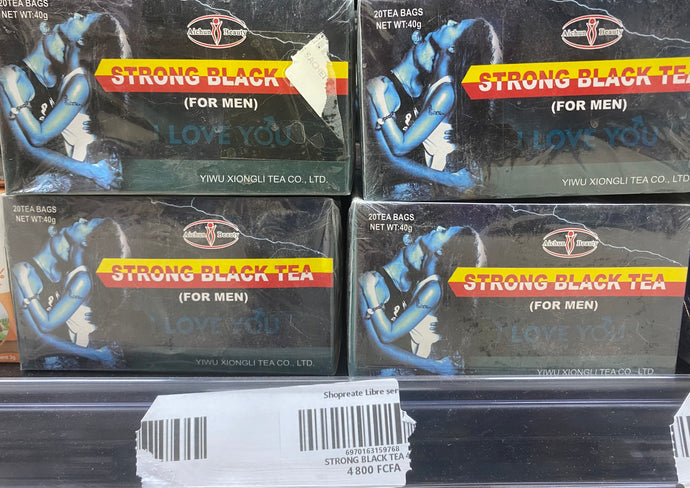 20TEA BAGS
NET WT:40g
Aichun Beauty
STRONG BLACK
(FOR MEN)
I LOVE YOU
YIWU XIONGLI TEA CO., LTD.
20TEA BAGS
NET WT:40g
Aichun Beauty
STRONG BLACK TEA
(FOR MEN)
I LOVE YOU
YIWU XIONGLI TEA CO., LTD.
20TEA BAGS
NET WT:40g
Aichun Beauty
STRONG BLACK TEA
(FOR MEN)
I LOVE YOU
YIWU XIONGLI TEA CO., LTD.
20TEA BAGS
NET WT:40g
Aichun Beauty
STRONG BLACK TEA
(FOR MEN)
I LOVE YOU
YIWU XIONGLI TEA CO., LTD.
Shopreate Libre ser
6970163159768
STRONG BLACK TEA
4 800 FCFA